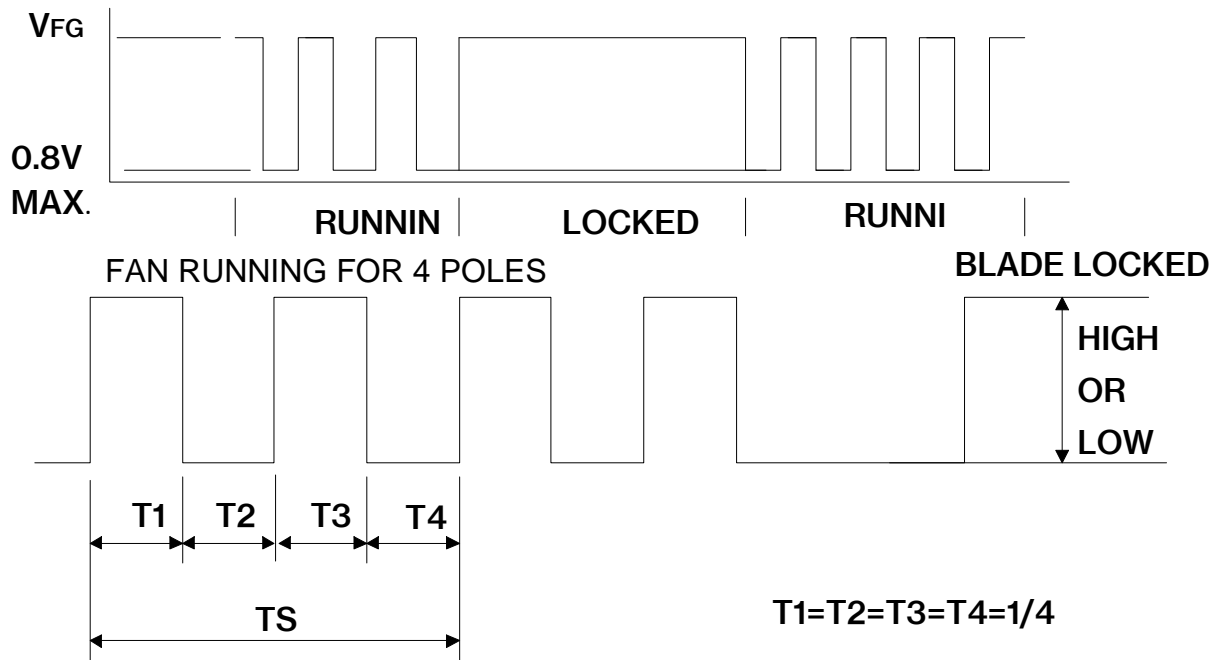 VFG
0.8V
MAX.
RUNNIN LOCKED RUNNI
FAN RUNNING FOR 4 POLES
BLADE LOCKED
HIGH
OR
LOW
T1 T2 T3 T4
TS
T1=T2=T3=T4=1/4